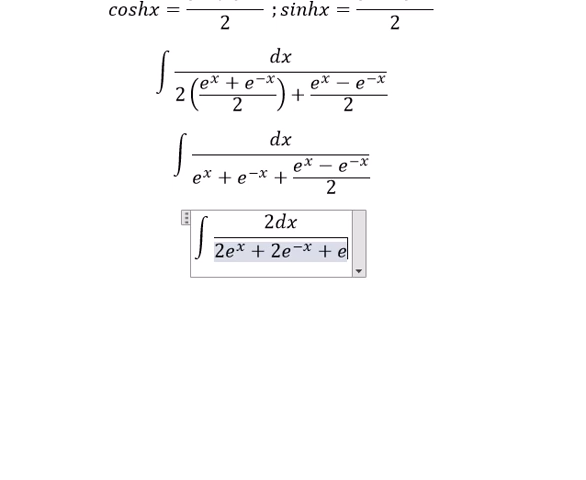 coshx = 2 ; sinhx = 2
∫ dx / (2((e^x + e^{-x})/2) + (e^x − e^{-x})/2)
∫ dx / (e^x + e^{-x} + (e^x − e^{-x})/2)
∫ 2dx / (2e^x + 2e^{-x} + e